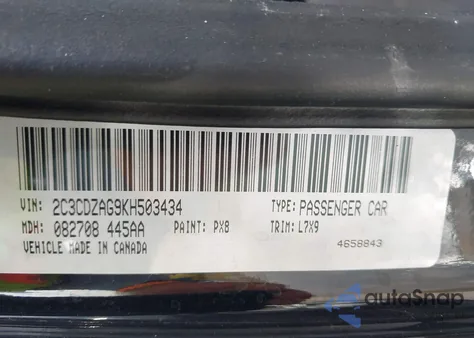 VIN: 2C3CDZAG9KH503434 TYPE: PASSENGER CAR
MDH: 082708 445AA PAINT: PX8 TRIM: L7X9
VEHICLE MADE IN CANADA 4658843
autoSnap